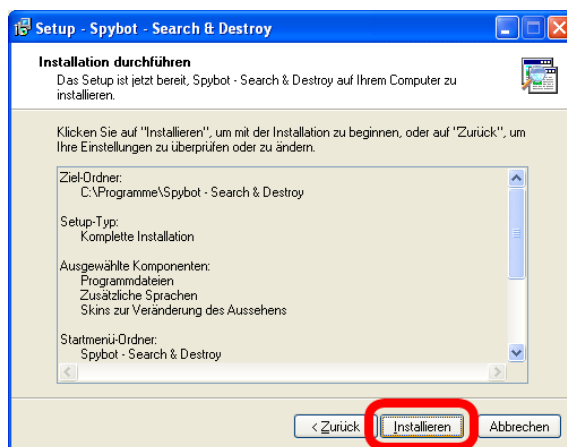 Setup - Spybot - Search & Destroy
Installation durchführen
Das Setup ist jetzt bereit, Spybot - Search & Destroy auf Ihrem Computer zu
installieren.
Klicken Sie auf "Installieren", um mit der Installation zu beginnen, oder auf "Zurück", um
Ihre Einstellungen zu überprüfen oder zu ändern.
Ziel-Ordner:
C:\Programme\Spybot - Search & Destroy
Setup-Typ:
Komplette Installation
Ausgewählte Komponenten:
Programmdateien
Zusätzliche Sprachen
Skins zur Veränderung des Aussehens
Startmenü-Ordner:
Spybot - Search & Destroy
< Zurück Installieren Abbrechen